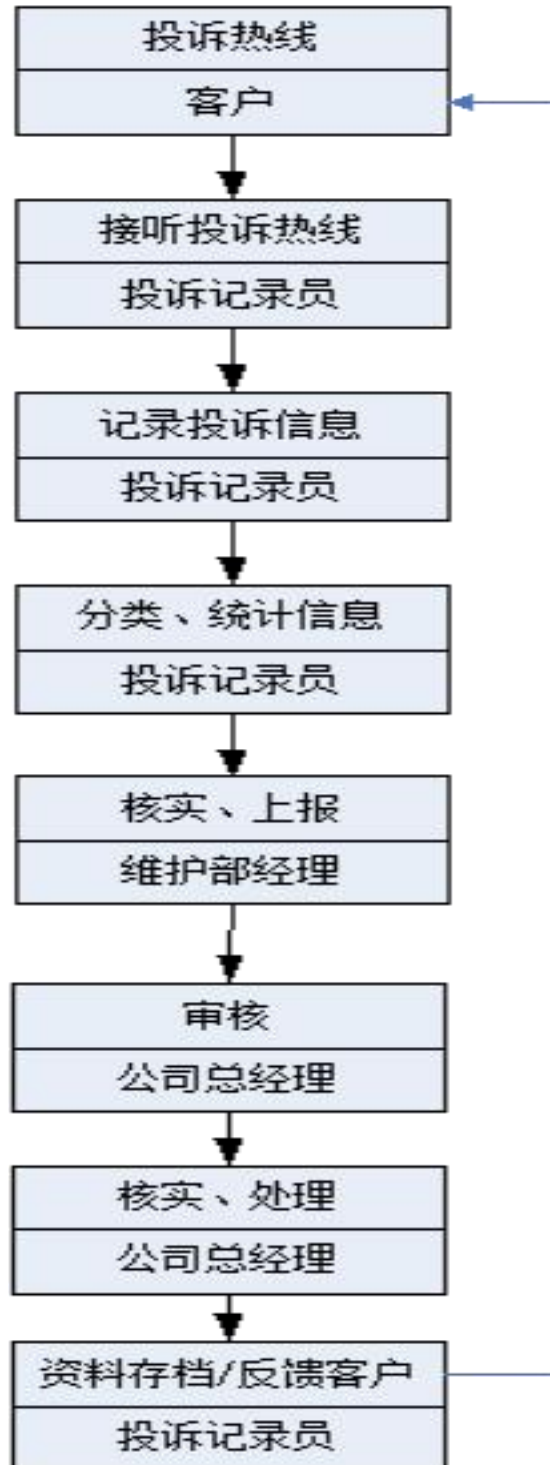 投诉热线
客户
接听投诉热线
投诉记录员
记录投诉信息
投诉记录员
分类、统计信息
投诉记录员
核实、上报
维护部经理
审核
公司总经理
核实、处理
公司总经理
资料存档/反馈客户
投诉记录员